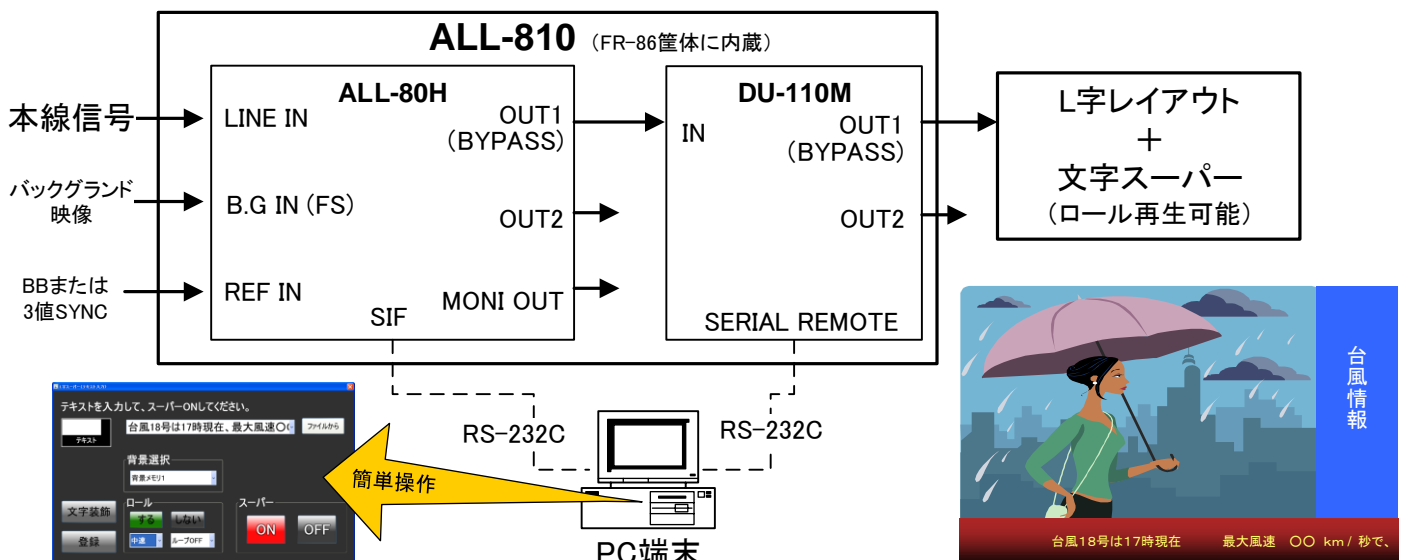 ALL-810 (FR-86筐体に内蔵)
本線信号
バックグランド
映像
BBまたは
3値SYNC
ALL-80H
LINE IN
OUT1
(BYPASS)
B.G IN (FS)
OUT2
REF IN
MONI OUT
SIF
DU-110M
IN
OUT1
(BYPASS)
OUT2
SERIAL REMOTE
L字レイアウト
+
文字スーパー
(ロール再生可能)
RS-232C
RS-232C
PC端末
簡単操作
テキストを入力して、スーパーONしてください。
テキスト
台風18号は17時現在、最大風速〇
ファイルから
背景選択
背景メモリ1
文字装飾
登録
ロール
する
しない
中速
ループOFF
スーパー
ON
OFF
台風情報
台風18号は17時現在 最大風速 〇〇 km/秒で、